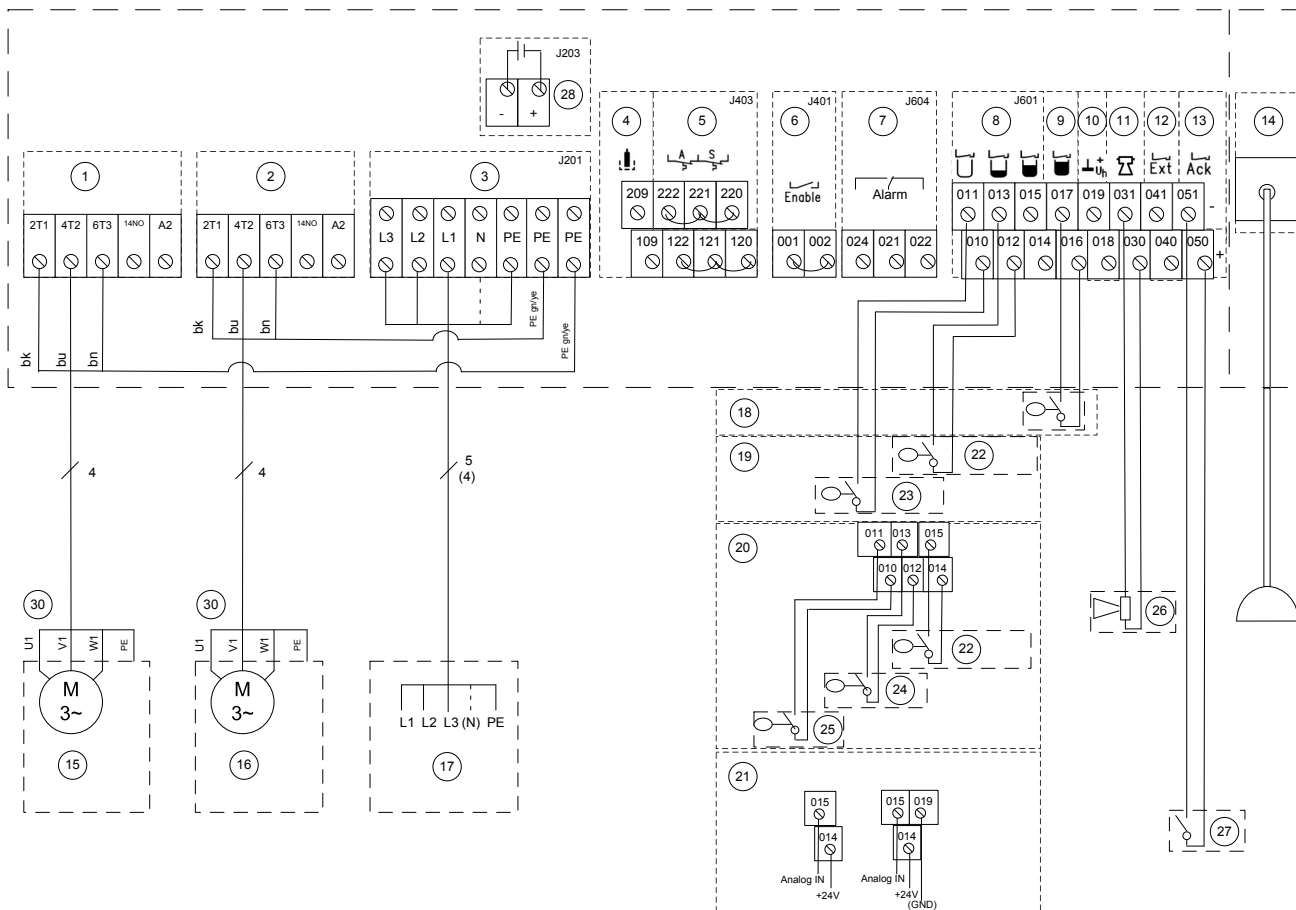 J203
28
- +
4 J403
5
J401
6
J604
7
J601
8 9 10 11 12 13 14
1 2 3 J201
A S
Enable
Alarm
+
Uh
Ext
Ack
2T1 4T2 6T3 14NO A2
2T1 4T2 6T3 14NO A2
L3 L2 L1 N PE PE PE
209 222 221 220
109 122 121 120
001 002
024 021 022
011 013 015 017 019 031 041 051 -
010 012 014 016 018 030 040 050 +
bk bu bn
bk bu bn
PE gn/ye
PE gn/ye
18
19
22
23
4
4
5
(4)
20
011 013 015
010 012 014
22
24
25
26
30
U1 V1 W1 PE
M
3~
15
30
U1 V1 W1 PE
M
3~
16
L1 L2 L3 (N) PE
17
21
015
014
Analog IN
+24V
015 019
014
Analog IN
+24V
(GND)
27